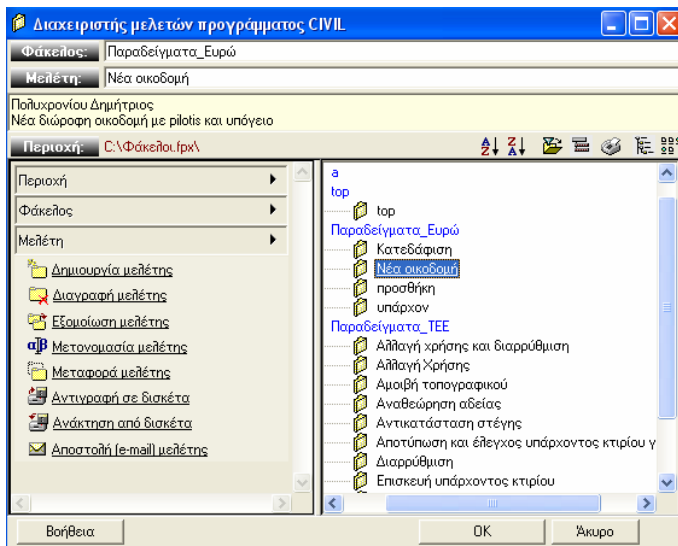 Διαχειριστής μελετών προγράμματος CIVIL
Φάκελος: Παραδείγματα_Ευρώ
Μελέτη: Νέα οικοδομή
Πολυχρονίου Δημήτριος
Νέα διώροφη οικοδομή με pilotis και υπόγειο
Περιοχή: C:\Φάκελοι.fpx\
Περιοχή
Φάκελος
Μελέτη
Δημιουργία μελέτης
Διαγραφή μελέτης
Εξομοίωση μελέτης
Μετονομασία μελέτης
Μεταφορά μελέτης
Αντιγραφή σε δισκέτα
Ανάκτηση από δισκέτα
Αποστολή (e-mail) μελέτης
a
top
top
Παραδείγματα_Ευρώ
Κατεδάφιση
Νέα οικοδομή
προσθήκη
υπάρχον
Παραδείγματα_ΤΕΕ
Αλλαγή χρήσης και διαρρύθμιση
Αλλαγή Χρήσης
Αμοιβή τοπογραφικού
Αναθεώρηση αδείας
Αντικατάσταση στέγης
Αποτύπωση και έλεγχος υπάρχοντος κτιρίου γ
Διαρρύθμιση
Επισκευή υπάρχοντος κτιρίου
Βοήθεια
OK
Άκυρο